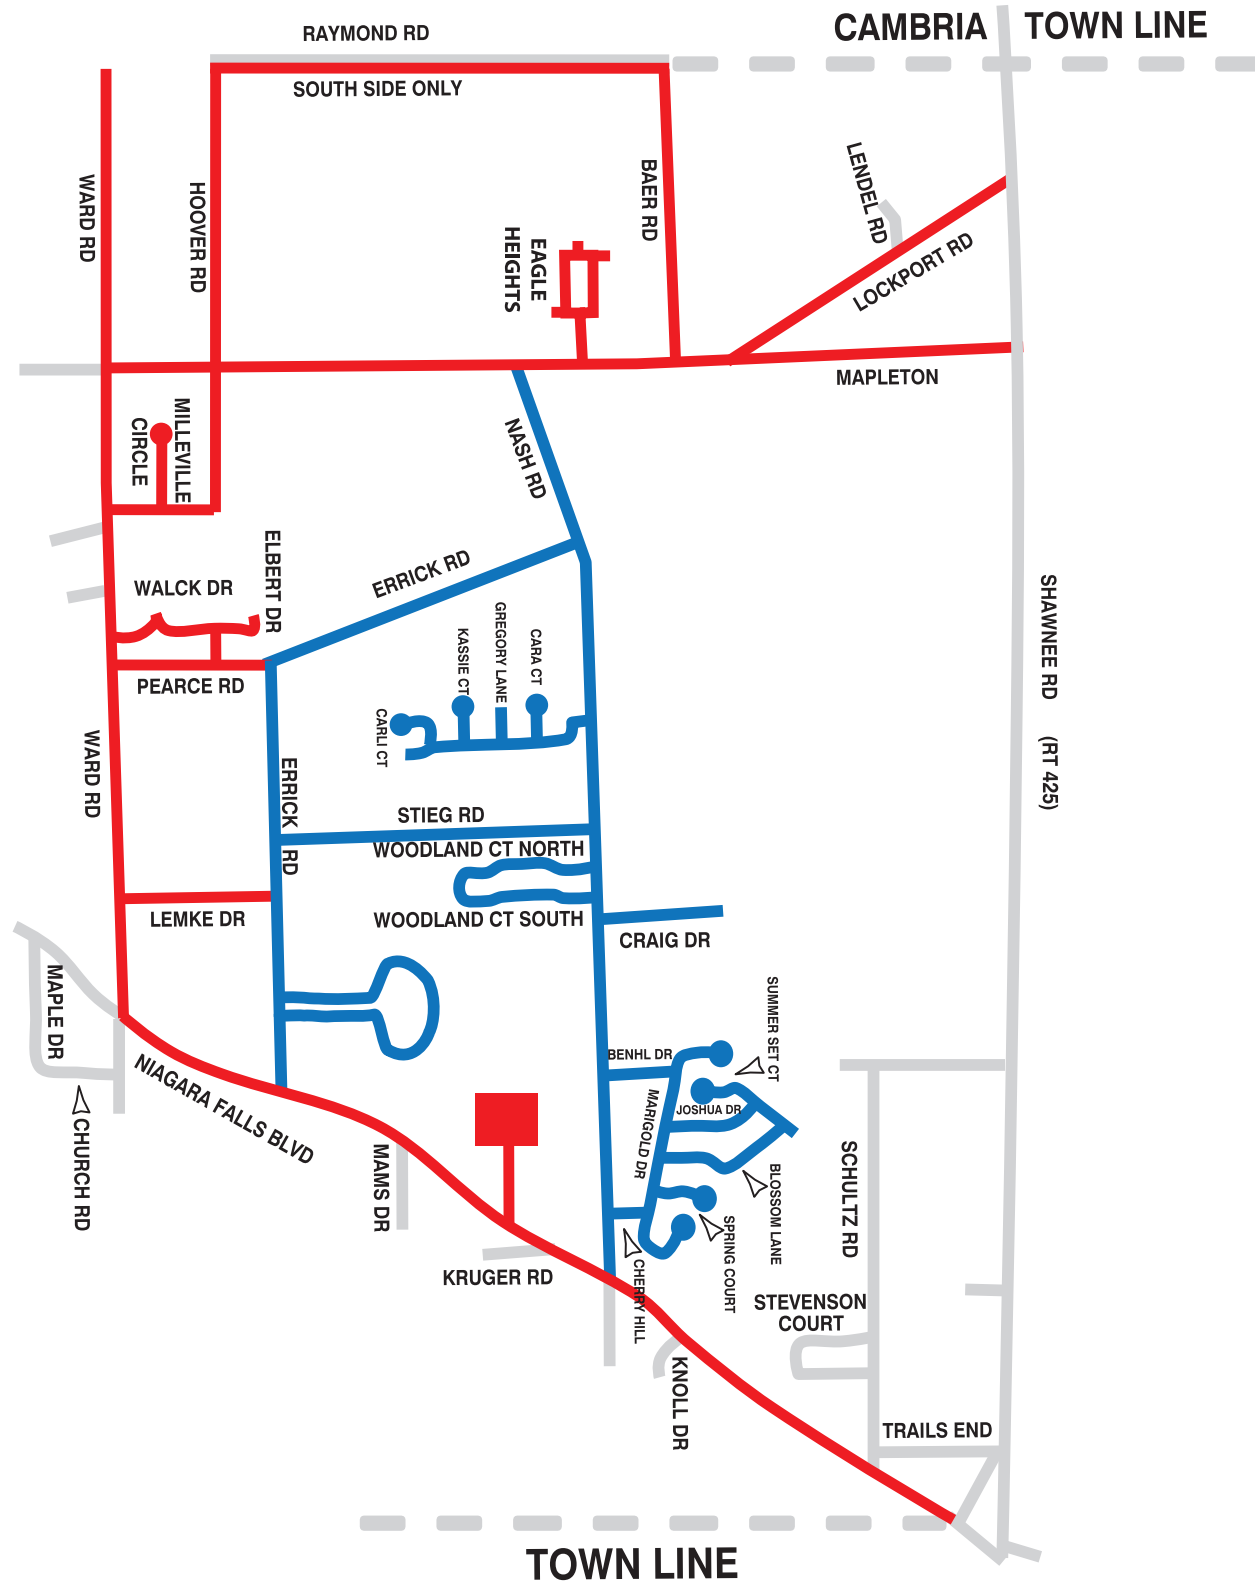 CAMBRIA TOWN LINE
RAYMOND RD
SOUTH SIDE ONLY
WARD RD
HOOVER RD
BAER RD
LENDEL RD
LOCKPORT RD
EAGLE
HEIGHTS
MAPLETON
MILLEVILLE
CIRCLE
NASH RD
ELBERT DR
ERRICK RD
WALCK DR
PEARCE RD
KASSIE CT
GREGORY LANE
CARA CT
CARLI CT
SHAWNEE RD (RT 425)
WARD RD
ERRICK RD
STIEG RD
WOODLAND CT NORTH
WOODLAND CT SOUTH
LEMKE DR
CRAIG DR
MAPLE DR
SUMMER SET CT
BENHL DR
JOSHUA DR
MARIGOLD DR
NIAGARA FALLS BLVD
CHURCH RD
MAMS DR
BLOSSOM LANE
SCHULTZ RD
SPRING COURT
KRUGER RD
CHERRY HILL
STEVENSON
COURT
KNOLL DR
TRAILS END
TOWN LINE